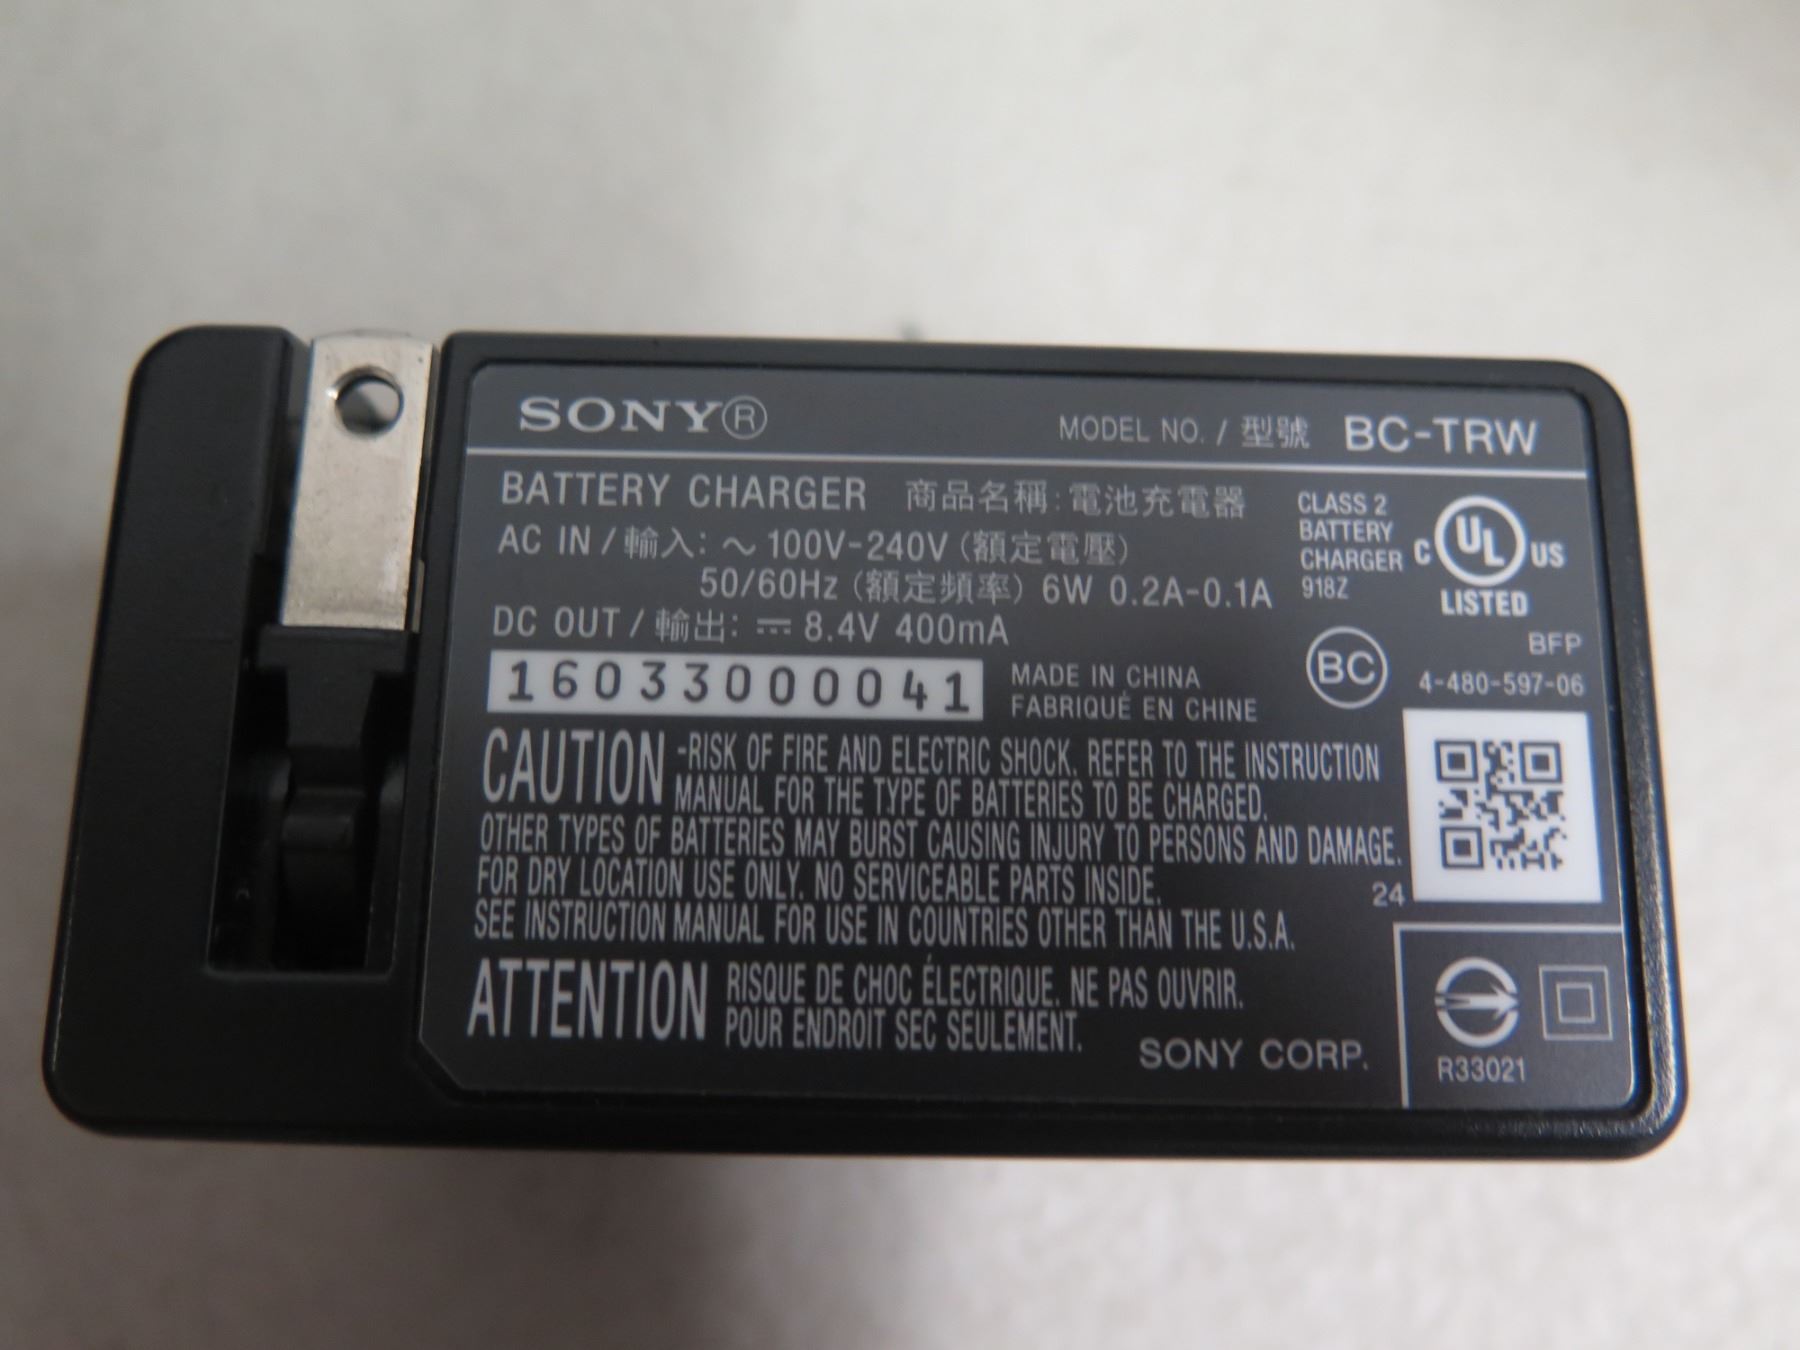 SONY®
MODEL NO. / 型號 BC-TRW
BATTERY CHARGER 商品名稱:電池充電器
AC IN / 輸入: ～ 100V-240V (額定電壓)
50/60Hz (額定頻率) 6W 0.2A-0.1A
DC OUT / 輸出: ⎓ 8.4V 400mA
CLASS 2
BATTERY
CHARGER
918Z
C UL US
LISTED
16033000041
MADE IN CHINA
FABRIQUÉ EN CHINE
BC
BFP
4-480-597-06
CAUTION -RISK OF FIRE AND ELECTRIC SHOCK. REFER TO THE INSTRUCTION
MANUAL FOR THE TYPE OF BATTERIES TO BE CHARGED.
OTHER TYPES OF BATTERIES MAY BURST CAUSING INJURY TO PERSONS AND DAMAGE.
FOR DRY LOCATION USE ONLY. NO SERVICEABLE PARTS INSIDE.
SEE INSTRUCTION MANUAL FOR USE IN COUNTRIES OTHER THAN THE U.S.A.
24
ATTENTION RISQUE DE CHOC ÉLECTRIQUE. NE PAS OUVRIR.
POUR ENDROIT SEC SEULEMENT.
SONY CORP.
R33021